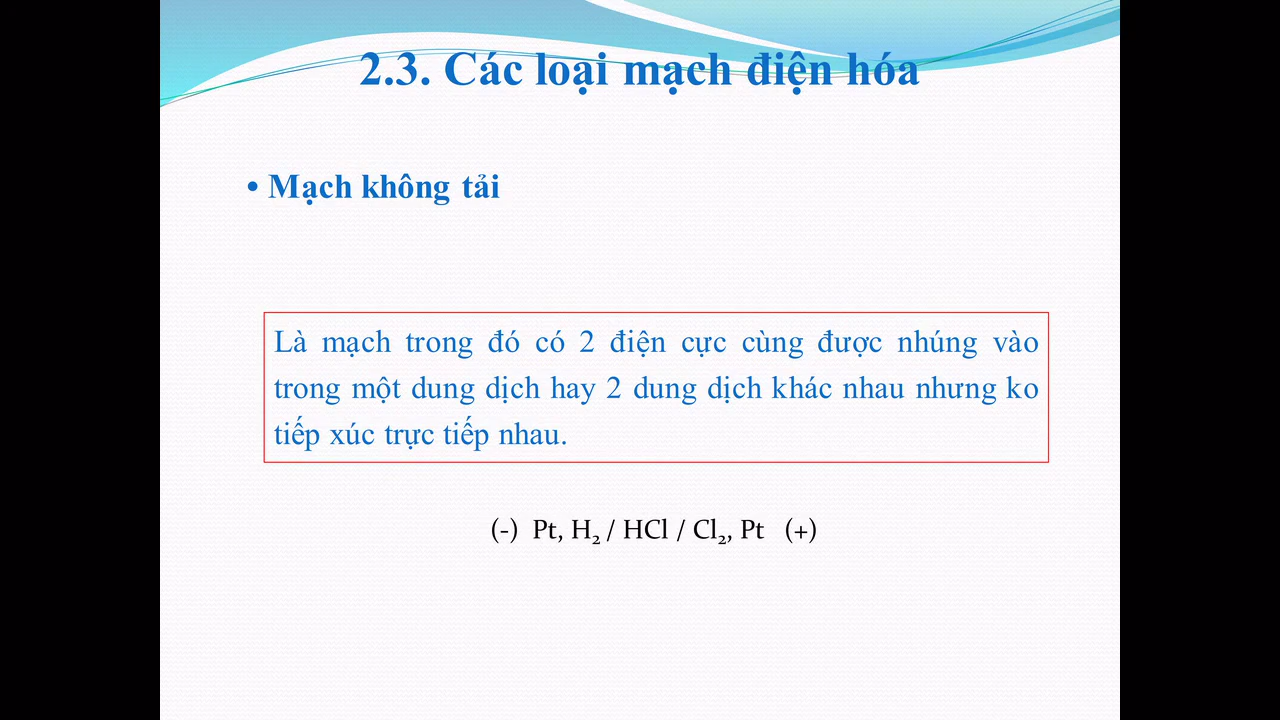 2.3. Các loại mạch điện hóa
• Mạch không tải
Là mạch trong đó có 2 điện cực cùng được nhúng vào
trong một dung dịch hay 2 dung dịch khác nhau nhưng ko
tiếp xúc trực tiếp nhau.
(-) Pt, H₂ / HCl / Cl₂, Pt (+)